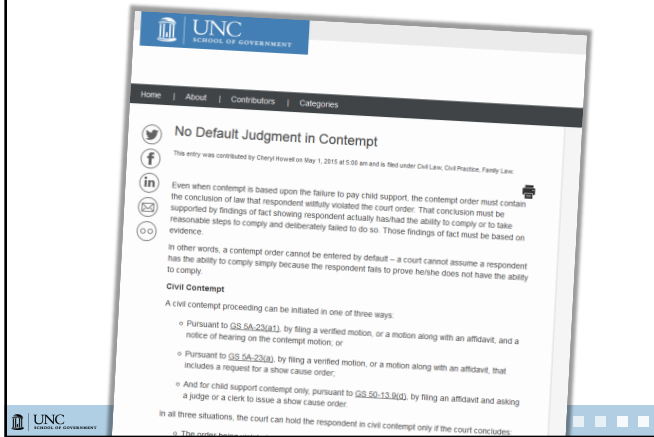 UNC
SCHOOL OF GOVERNMENT
Home | About | Contributors | Categories
No Default Judgment in Contempt
This entry was contributed by Cheryl Howell on May 1, 2015 at 5:00 am and is filed under Civil Law, Civil Practice, Family Law.
Even when contempt is based upon the failure to pay child support, the contempt order must contain
the conclusion of law that respondent willfully violated the court order. That conclusion must be
supported by findings of fact showing respondent actually has/had the ability to comply or to take
reasonable steps to comply and deliberately failed to do so. Those findings of fact must be based on
evidence.
In other words, a contempt order cannot be entered by default – a court cannot assume a respondent
has the ability to comply simply because the respondent fails to prove he/she does not have the ability
to comply.
Civil Contempt
A civil contempt proceeding can be initiated in one of three ways:
Pursuant to GS 5A-23(a1), by filing a verified motion, or a motion along with an affidavit, and a
notice of hearing on the contempt motion; or
Pursuant to GS 5A-23(a), by filing a verified motion, or a motion along with an affidavit, that
includes a request for a show cause order;
And for child support contempt only, pursuant to GS 50-13.9(d), by filing an affidavit and asking
a judge or a clerk to issue a show cause order.
In all three situations, the court can hold the respondent in civil contempt only if the court concludes:
The order being
UNC
SCHOOL OF GOVERNMENT